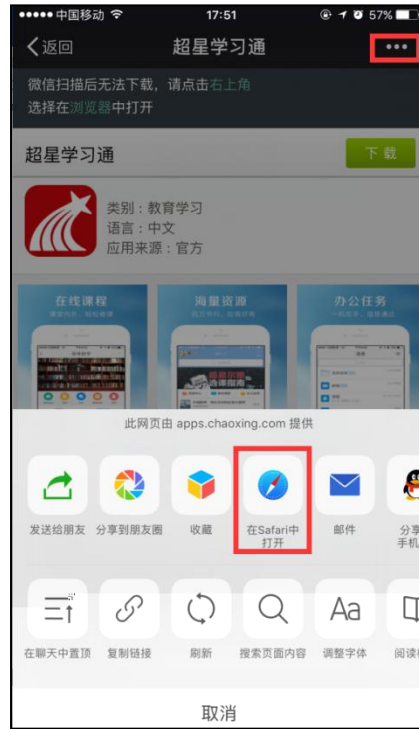 中国移动 17:51 57%
返回 超星学习通
微信扫描后无法下载，请点击右上角
选择在浏览器中打开
超星学习通 下载
类别：教育学习
语言：中文
应用来源：官方
在线课程 海量资源 办公任务
此网页由 apps.chaoxing.com 提供
发送给朋友 分享到朋友圈 收藏 在Safari中 邮件 分享
打开 手机
在聊天中置顶 复制链接 刷新 搜索页面内容 调整字体 阅读
取消